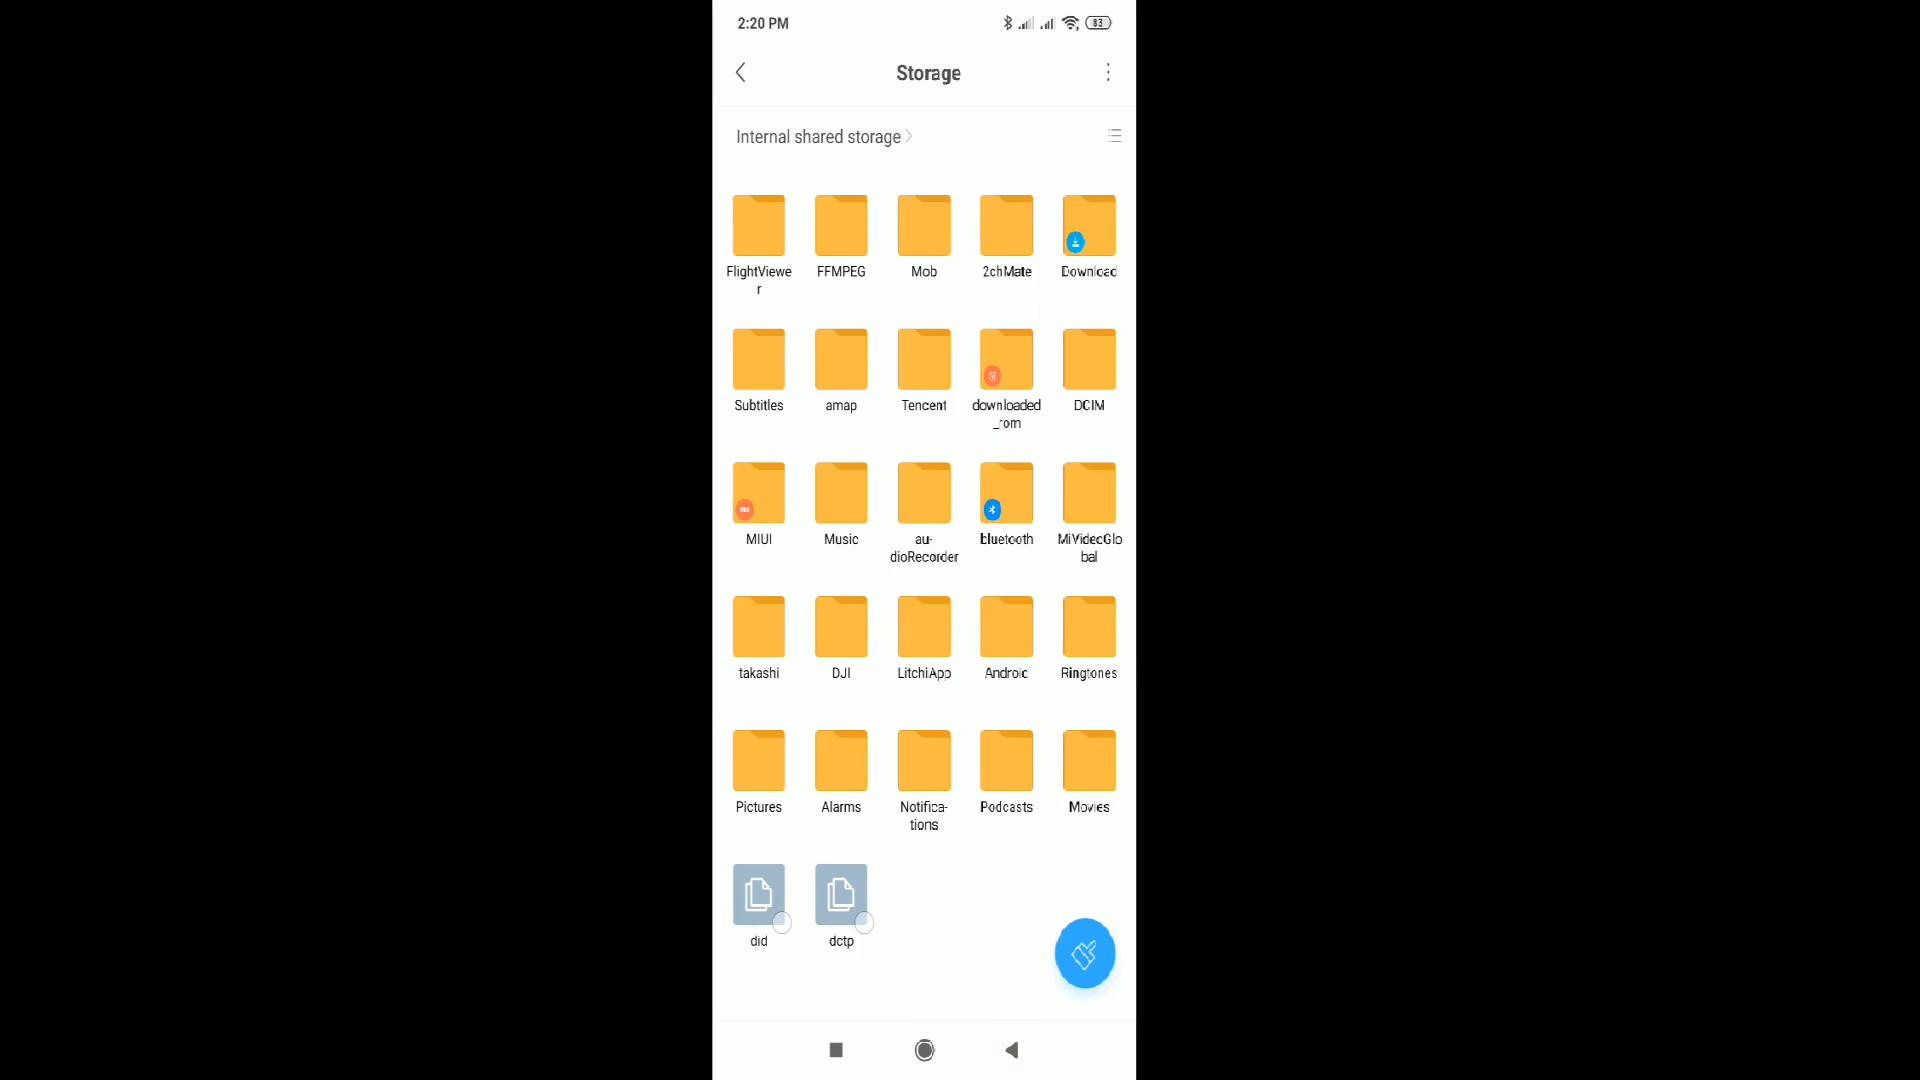 2:20 PM
83
Storage
Internal shared storage
FlightViewe
r
FFMPEG
Mob
2chMate
Download
Subtitles
amap
Tencent
downloaded
_rom
DCIM
MIUI
Music
au-
dioRecorder
bluetooth
MiVideoGlo
bal
takashi
DJI
LitchiApp
Android
Ringtones
Pictures
Alarms
Notifica-
tions
Podcasts
Movies
did
dctp